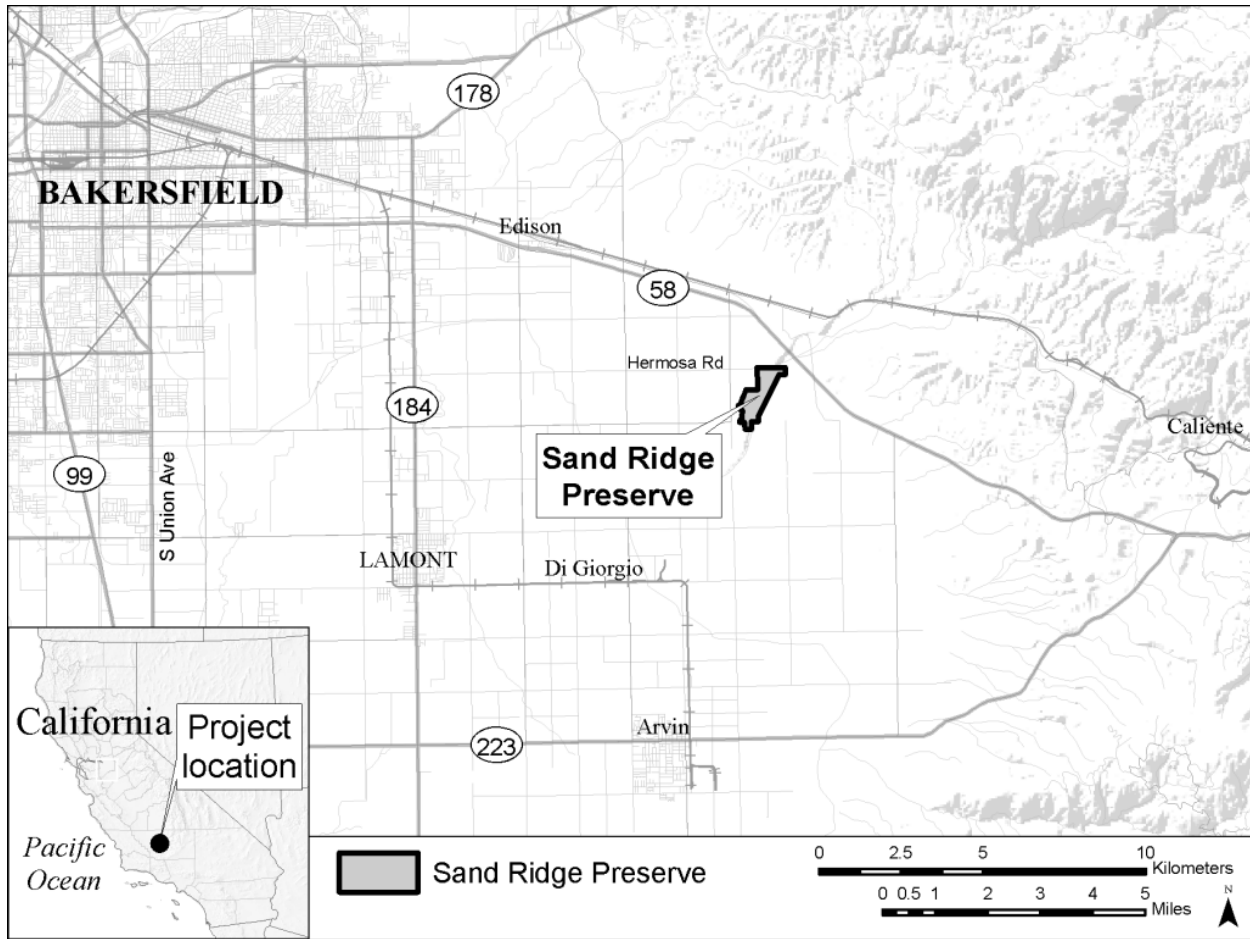 178
BAKERSFIELD
Edison
58
Hermosa Rd
184
Caliente
Sand Ridge
Preserve
99
S Union Ave
LAMONT
Di Giorgio
Arvin
223
California
Project
location
Pacific
Ocean
Sand Ridge Preserve
0 2.5 5 10
Kilometers
0 0.5 1 2 3 4 5
Miles
N